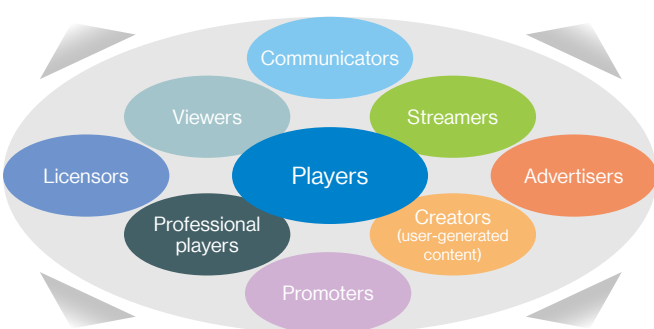 Communicators
Viewers
Streamers
Licensors
Players
Advertisers
Professional
players
Creators
(user-generated
content)
Promoters